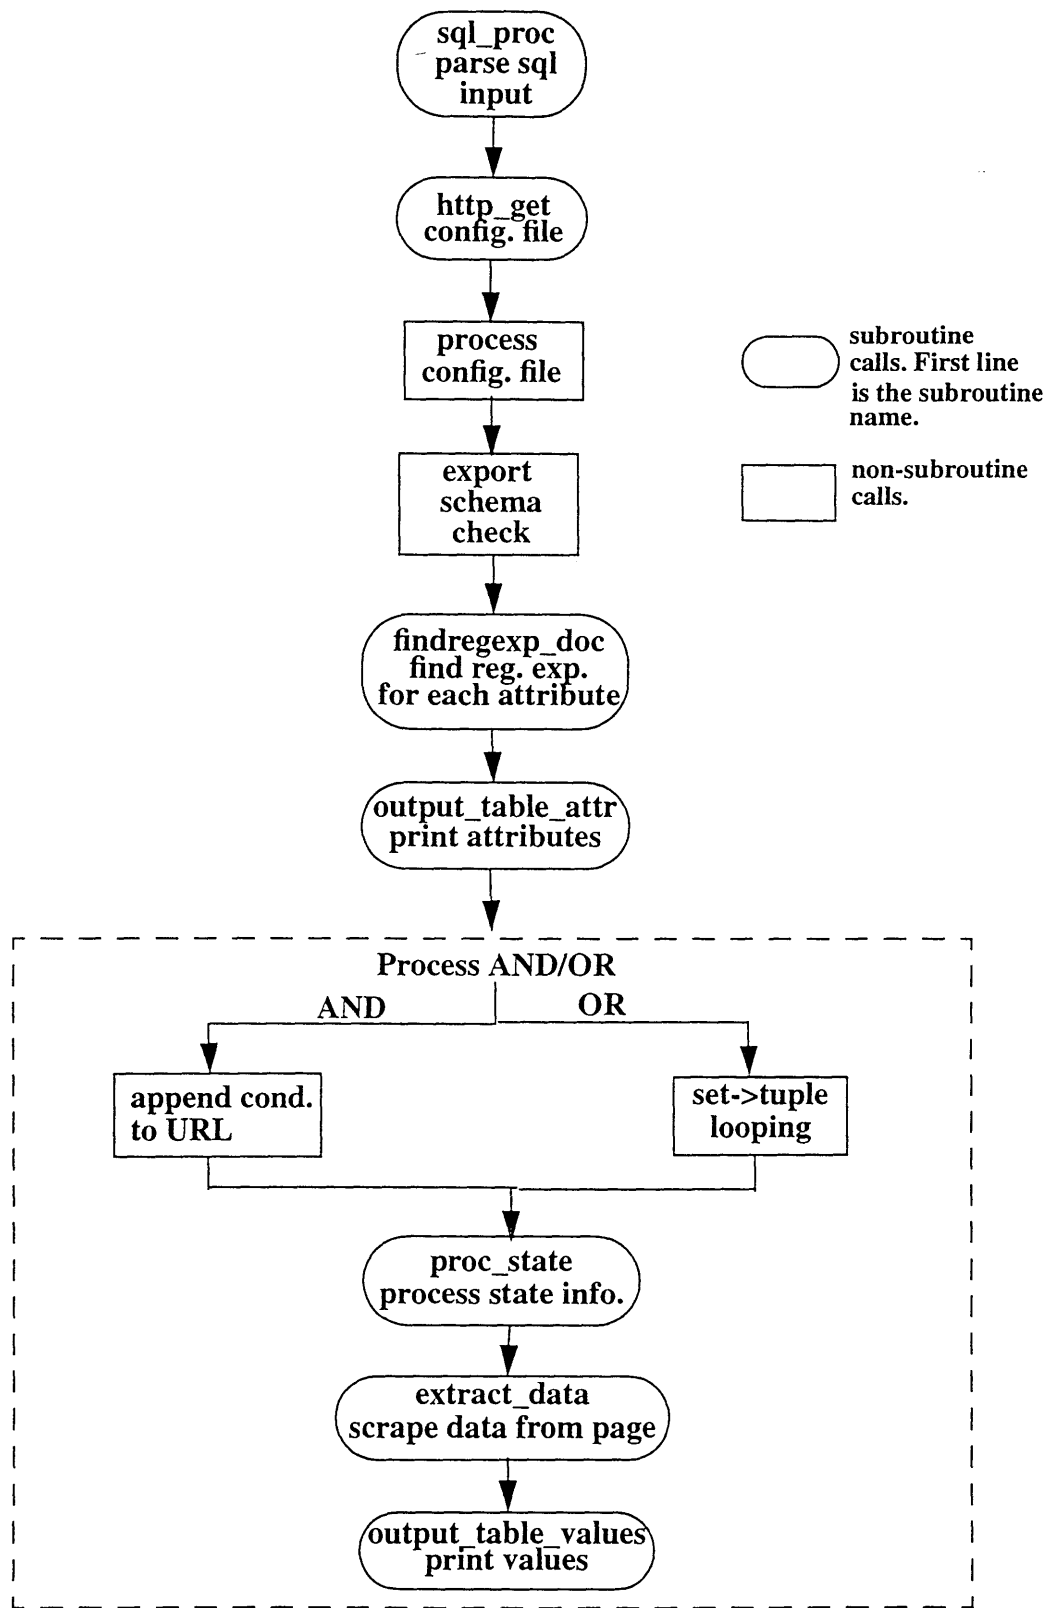 sql_proc
parse sql
input
http_get
config. file
process
config. file
export
schema
check
findregexp_doc
find reg. exp.
for each attribute
output_table_attr
print attributes
subroutine
calls. First line
is the subroutine
name.
non-subroutine
calls.
Process AND/OR
AND
OR
append cond.
to URL
set->tuple
looping
proc_state
process state info.
extract_data
scrape data from page
output_table_values
print values